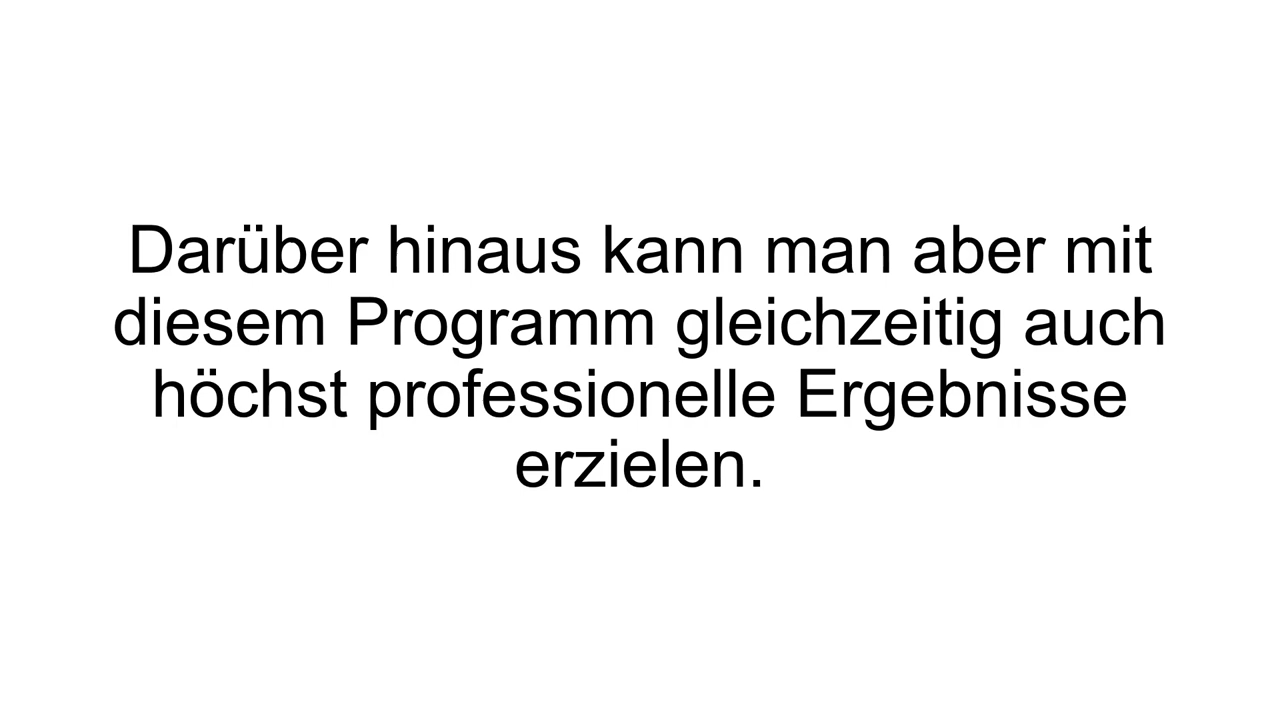 Darüber hinaus kann man aber mit
diesem Programm gleichzeitig auch
höchst professionelle Ergebnisse
erzielen.